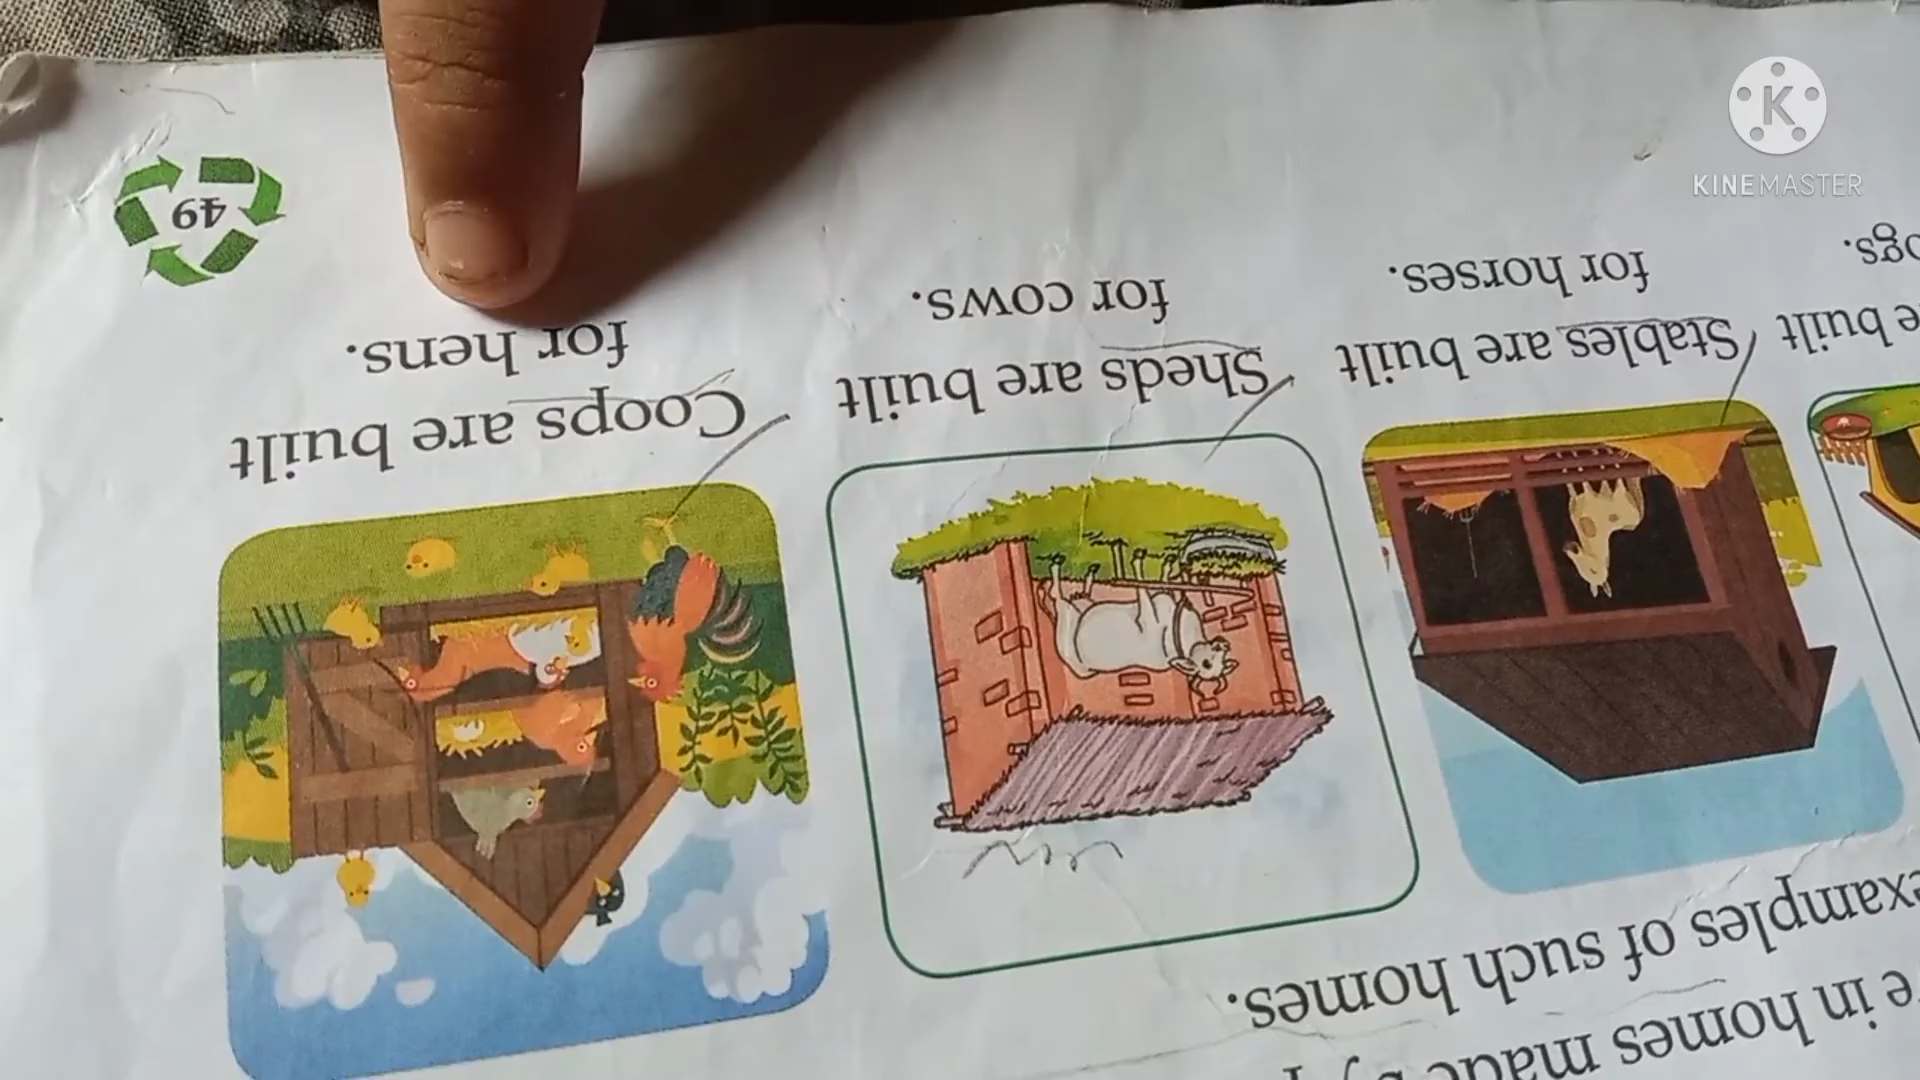 e in homes made by
examples of such homes.
e built
ogs.
Stables are built
for horses.
Sheds are built
for cows.
Coops are built
for hens.
49
KINEMASTER